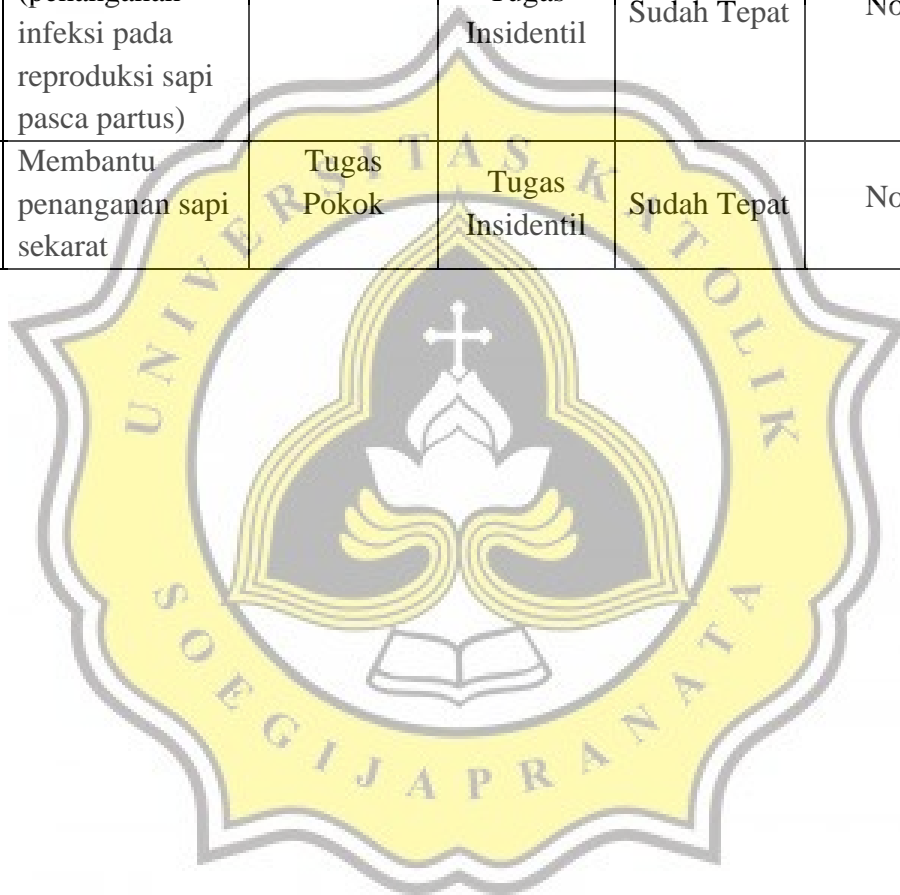 infeksi pada
reproduksi sapi
pasca partus)
Insidentil
Sudah Tepat
Membantu
penanganan sapi
sekarat
Tugas
Pokok
Tugas
Insidentil
Sudah Tepat
UNIVERSITAS KATOLIK
SOEGIJAPRANATA